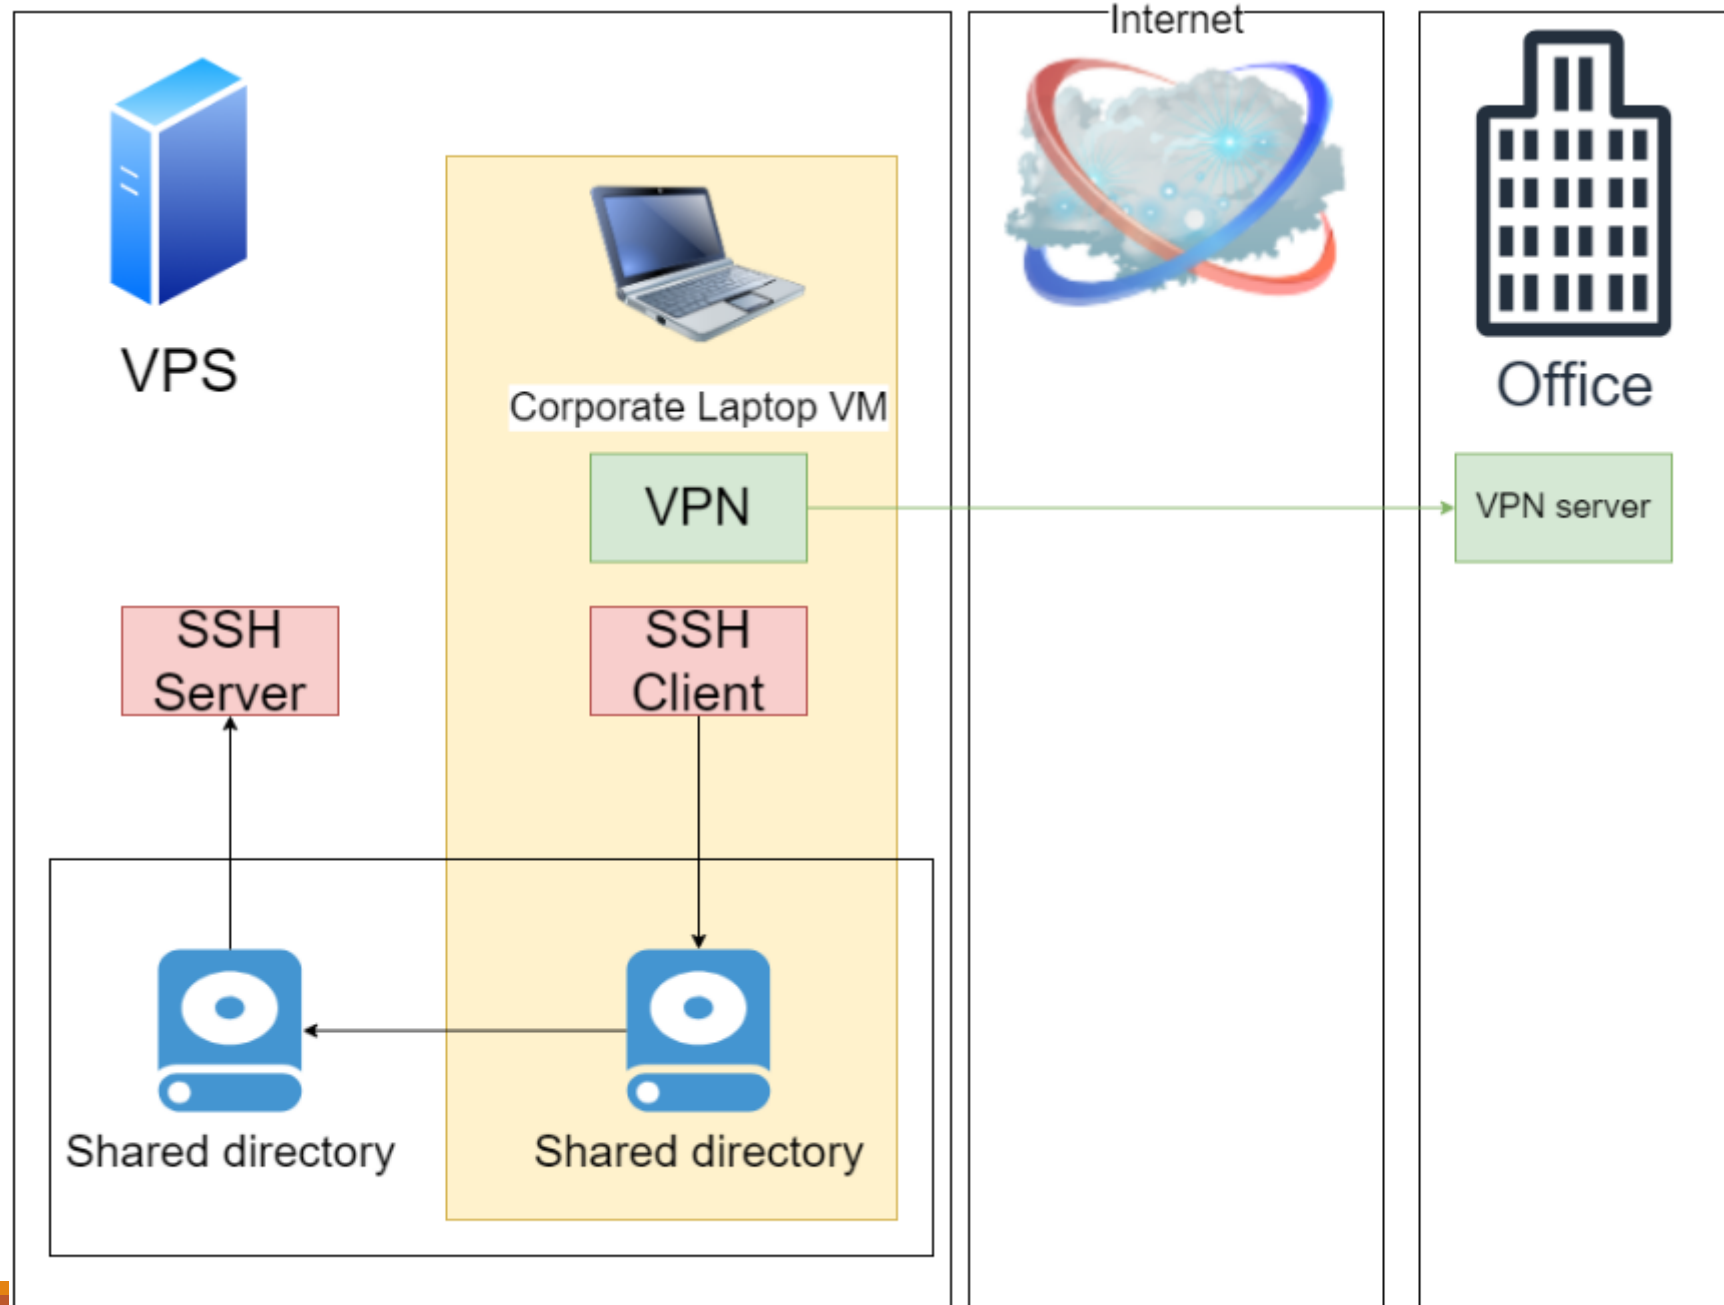 Internet
VPS
Corporate Laptop VM
Office
VPN
VPN server
SSH
Server
SSH
Client
Shared directory
Shared directory